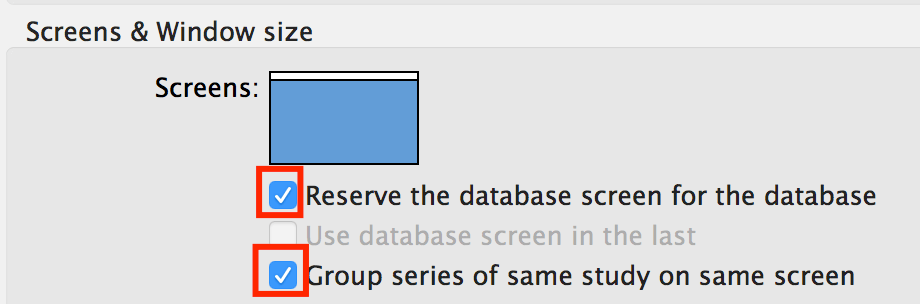 Screens & Window size
Screens:
Reserve the database screen for the database
Use database screen in the last
Group series of same study on same screen